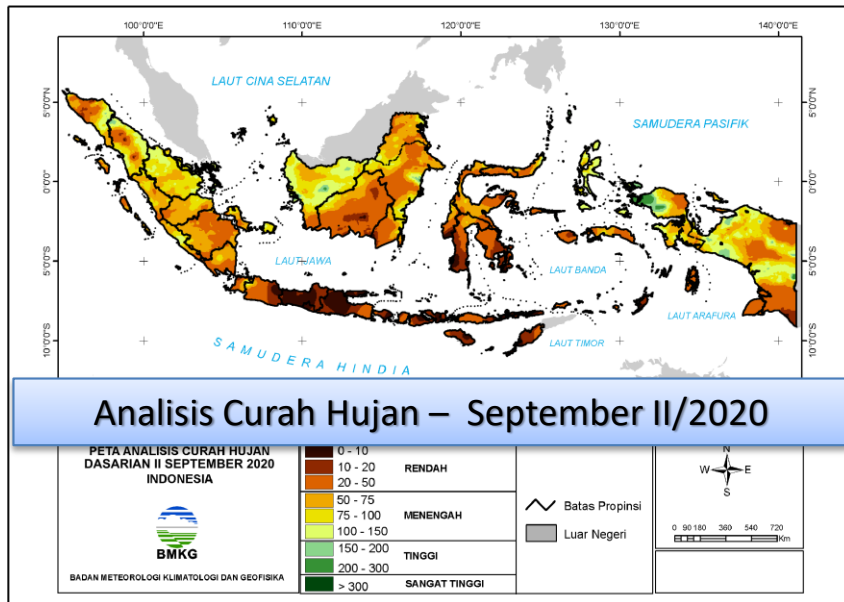 100°0'0"E 110°0'0"E 120°0'0"E 130°0'0"E 140°0'0"E
LAUT CINA SELATAN
SAMUDERA PASIFIK
5°0'0"N
0°0'0"
5°0'0"S
10°0'0"S
5°0'0"N
0°0'0"
5°0'0"S
10°0'0"S
LAUT JAWA
LAUT BANDA
LAUT ARAFURA
LAUT TIMOR
SAMUDERA HINDIA
Analisis Curah Hujan – September II/2020
PETA ANALISIS CURAH HUJAN
DASARIAN II SEPTEMBER 2020
INDONESIA
BMKG
BADAN METEOROLOGI KLIMATOLOGI DAN GEOFISIKA
0 - 10
10 - 20
20 - 50
RENDAH
50 - 75
75 - 100
100 - 150
MENENGAH
150 - 200
200 - 300
TINGGI
> 300
SANGAT TINGGI
Batas Propinsi
Luar Negeri
N
W E
S
0 90 180 360 540 720
Km